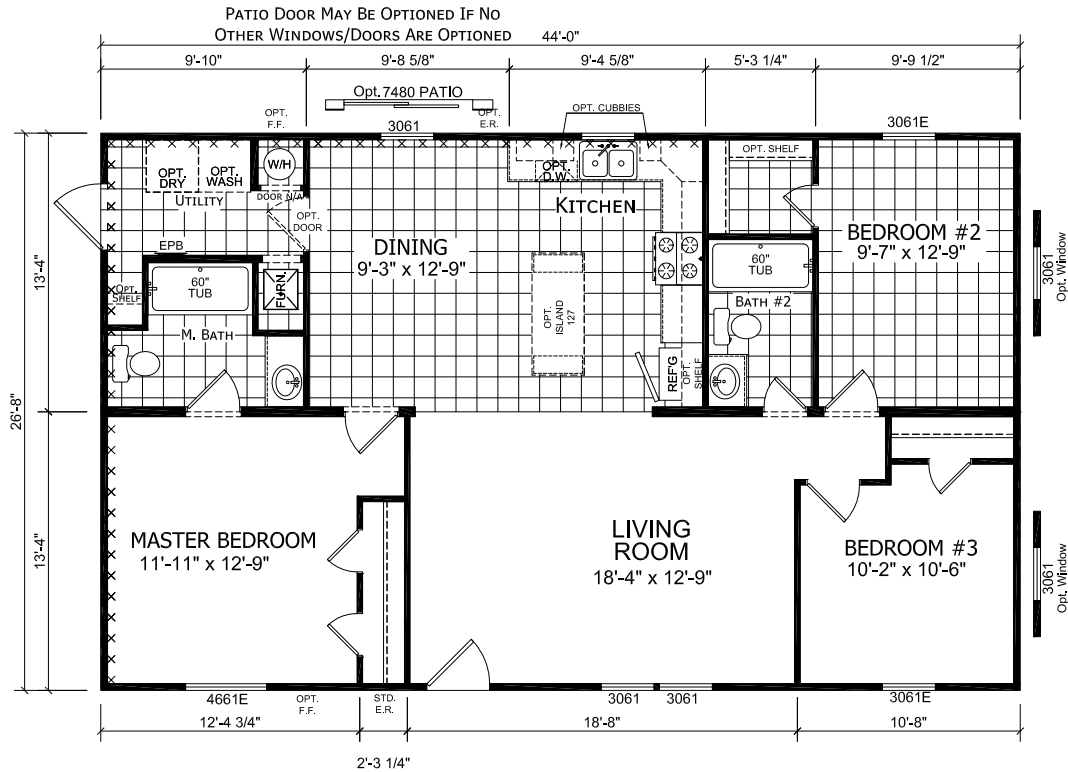 PATIO DOOR MAY BE OPTIONED IF NO
OTHER WINDOWS/DOORS ARE OPTIONED
44'-0"
9'-10"
9'-8 5/8"
9'-4 5/8"
5'-3 1/4"
9'-9 1/2"
Opt. 7480 PATIO
OPT.
F.F.
3061
OPT.
E.R.
OPT. CUBBIES
3061E
OPT.
DRY
OPT.
WASH
W/H
UTILITY
DOOR N/A
OPT.
DOOR
EPB
OPT.
SHELF
60"
TUB
FURN.
M. BATH
DINING
9'-3" x 12'-9"
OPT.
D.W.
KITCHEN
OPT.
ISLAND
127
REF'G
OPT.
SHELF
OPT. SHELF
60"
TUB
BATH #2
BEDROOM #2
9'-7" x 12'-9"
3061
Opt. Window
13'-4"
26'-8"
13'-4"
MASTER BEDROOM
11'-11" x 12'-9"
LIVING
ROOM
18'-4" x 12'-9"
BEDROOM #3
10'-2" x 10'-6"
3061
Opt. Window
4661E
OPT.
F.F.
STD.
E.R.
3061
3061
3061E
12'-4 3/4"
18'-8"
10'-8"
2'-3 1/4"